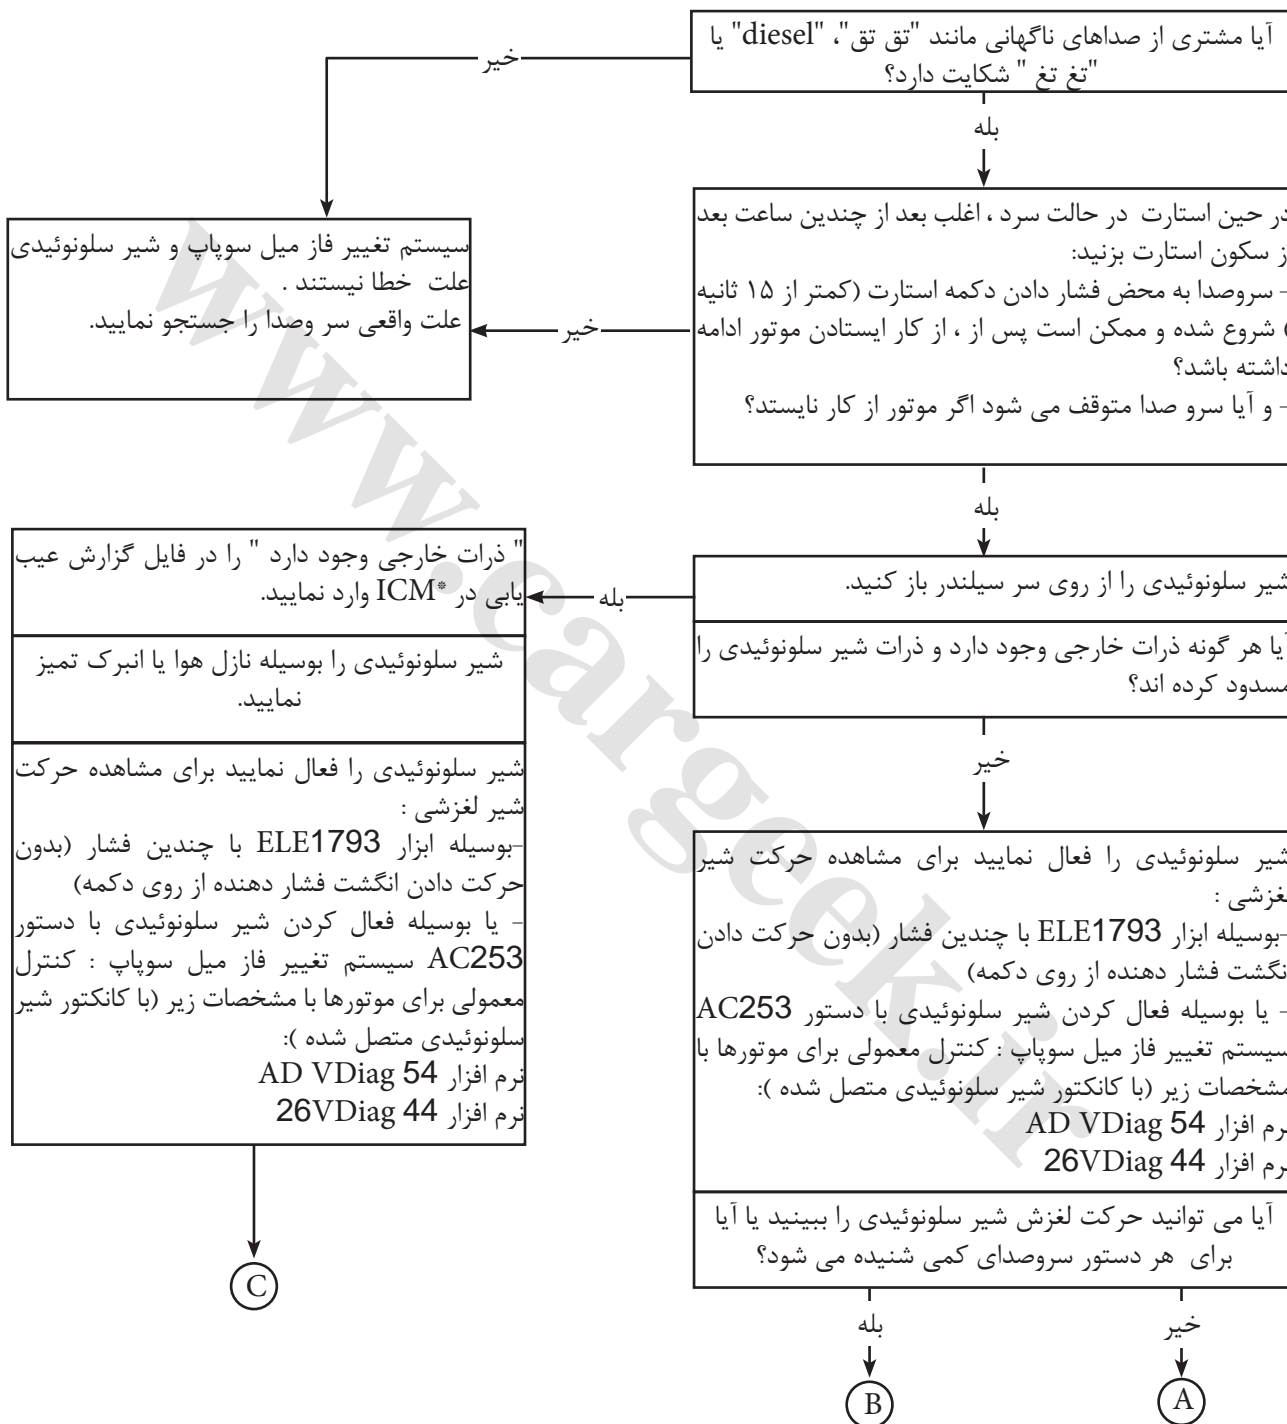 آیا مشتری از صداهای ناگهانی مانند "تق تق"، "diesel" یا
"تغ تغ " شکایت دارد؟
خیر
بله
در حین استارت در حالت سرد ، اغلب بعد از چندین ساعت بعد
از سکون استارت بزنید:
- سروصدا به محض فشار دادن دکمه استارت (کمتر از ۱۵ ثانیه
) شروع شده و ممکن است پس از ، از کار ایستادن موتور ادامه
داشته باشد؟
- و آیا سرو صدا متوقف می شود اگر موتور از کار نایستد؟
خیر
سیستم تغییر فاز میل سوپاپ و شیر سلونوئیدی
علت خطا نیستند .
علت واقعی سر وصدا را جستجو نمایید.
بله
شیر سلونوئیدی را از روی سر سیلندر باز کنید.
آیا هر گونه ذرات خارجی وجود دارد و ذرات شیر سلونوئیدی را
مسدود کرده اند؟
بله
" ذرات خارجی وجود دارد " را در فایل گزارش عیب
یابی در *ICM وارد نمایید.
شیر سلونوئیدی را بوسیله نازل هوا یا انبرک تمیز
نمایید.
شیر سلونوئیدی را فعال نمایید برای مشاهده حرکت
شیر لغزشی :
-بوسیله ابزار ELE1793 با چندین فشار (بدون
حرکت دادن انگشت فشار دهنده از روی دکمه)
- یا بوسیله فعال کردن شیر سلونوئیدی با دستور
AC253 سیستم تغییر فاز میل سوپاپ : کنترل
معمولی برای موتورها با مشخصات زیر (با کانکتور شیر
سلونوئیدی متصل شده ):
نرم افزار AD VDiag 54
نرم افزار 26VDiag 44
C
خیر
شیر سلونوئیدی را فعال نمایید برای مشاهده حرکت شیر
لغزشی :
-بوسیله ابزار ELE1793 با چندین فشار (بدون حرکت دادن
انگشت فشار دهنده از روی دکمه)
- یا بوسیله فعال کردن شیر سلونوئیدی با دستور AC253
سیستم تغییر فاز میل سوپاپ : کنترل معمولی برای موتورها با
مشخصات زیر (با کانکتور شیر سلونوئیدی متصل شده ):
نرم افزار AD VDiag 54
نرم افزار 26VDiag 44
آیا می توانید حرکت لغزش شیر سلونوئیدی را ببینید یا آیا
برای هر دستور سروصدای کمی شنیده می شود؟
خیر
بله
A
B
www.cargeek.ir